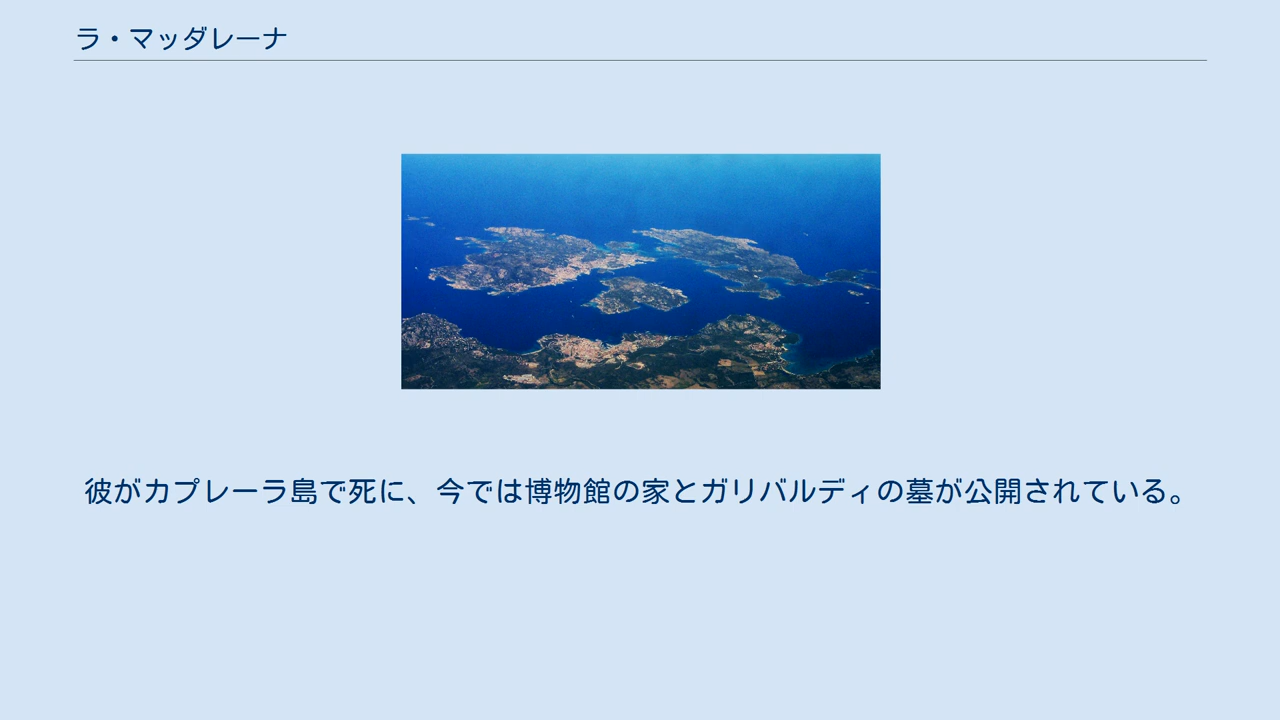 ラ・マッダレーナ
彼がカプレーラ島で死に、今では博物館の家とガリバルディの墓が公開されている。